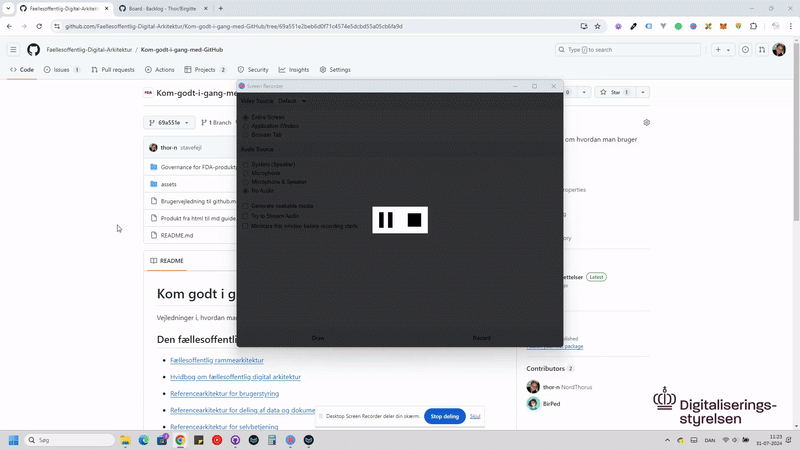 Faellesoffentlig-Digital-Arkitektu
Board · Backlog · Thor/Birgitte
github.com/Faellesoffentlig-Digital-Arkitektur/Kom-godt-i-gang-med-GitHub/tree/
Faellesoffentlig-Digital-Arkitektur / Kom-godt-i-gang-med-GitHub
Type / to search
Code
Issues 1
Pull requests
Actions
Projects 2
Security
Insights
Settings
Screen Recorder
Kom-godt-i-gang-me
0
Star 1
Video Source Default
69a551e
1 Branch
Entire Screen
Application Window
Browser Tab
om hvordan man bruger
thor-n stavefejl
Audio Source
Governance for FDA-produkt
System (Speaker)
Microphone
Microphone & Speaker
No Audio
assets
roperties
Brugervejledning til github.m
Generate seekable media
Produkt fra html til md guide.
Try to Stream Audio
README.md
Minimize this window before recording starts
ory
README
ettelser Latest
Kom godt i g
Vejledninger i, hvordan mar
Den fællesoffentlig
Draw
Record
blished
package
Fællesoffentlig rammearkitektur
Hvidbog om fællesoffentlig digital arkitektur
Referencearkitektur for brugerstyring
Referencearkitektur for deling af data og dokume
Referencearkitektur for selvbetjening
Contributors 2
thor-n NordThorus
BirPed
Desktop Screen Recorder deler din skærm.
Stop deling
Skjul
Digitaliserings-
styrelsen
Søg
DAN
11:23
31-07-2024